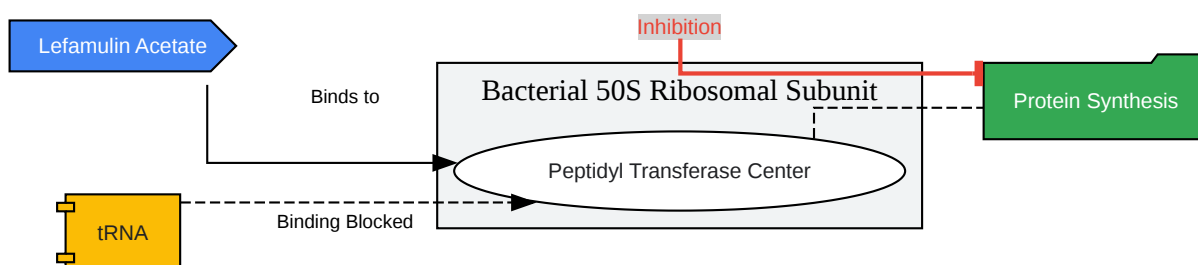 Inhibition
Lefamulin Acetate
Binds to
Bacterial 50S Ribosomal Subunit
Protein Synthesis
Peptidyl Transferase Center
Binding Blocked
tRNA